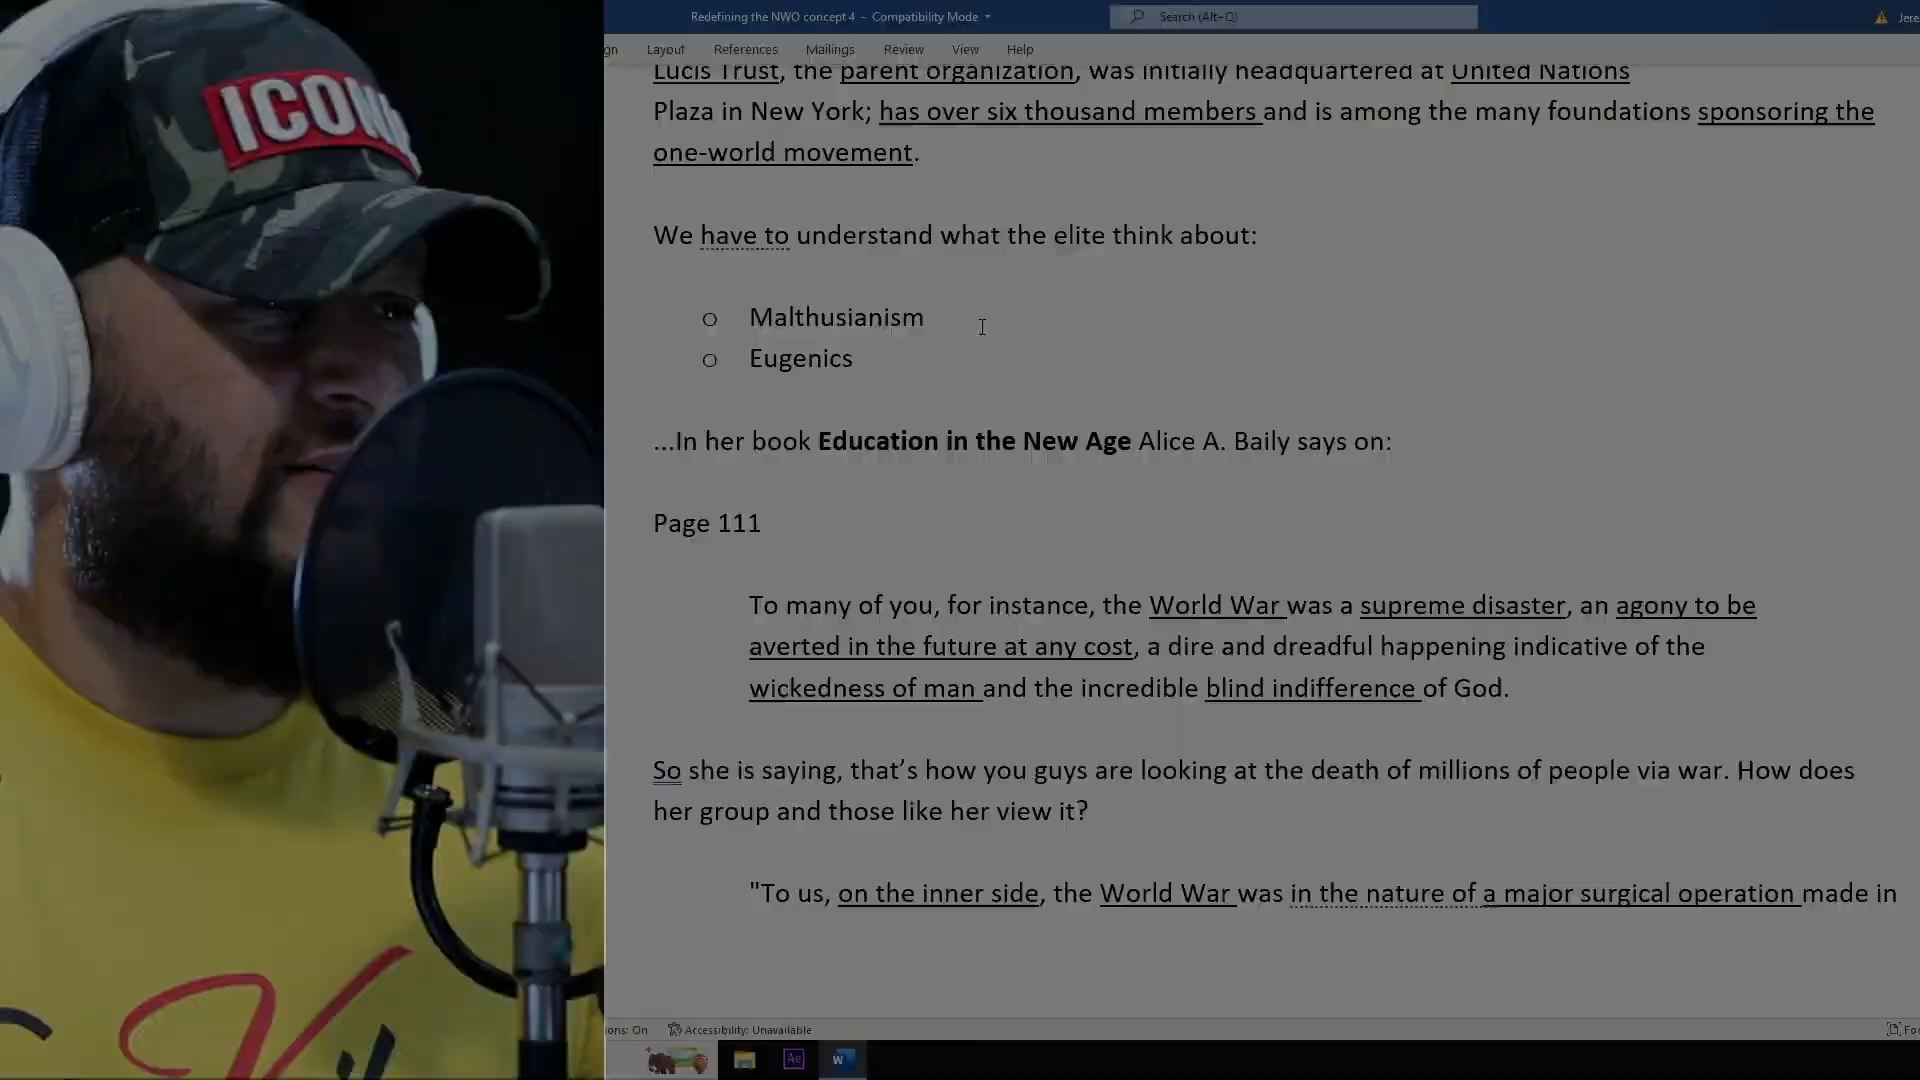 Redefining the NWO concept 4 - Compatibility Mode
Search (Alt+Q)
Jere
gn Layout References Mailings Review View Help
Lucis Trust, the parent organization, was initially headquartered at United Nations
Plaza in New York; has over six thousand members and is among the many foundations sponsoring the
one-world movement.
We have to understand what the elite think about:
o Malthusianism
o Eugenics
...In her book Education in the New Age Alice A. Baily says on:
Page 111
To many of you, for instance, the World War was a supreme disaster, an agony to be
averted in the future at any cost, a dire and dreadful happening indicative of the
wickedness of man and the incredible blind indifference of God.
So she is saying, that's how you guys are looking at the death of millions of people via war. How does
her group and those like her view it?
"To us, on the inner side, the World War was in the nature of a major surgical operation made in
ons: On Accessibility: Unavailable
Fo
Ae
W
ICON